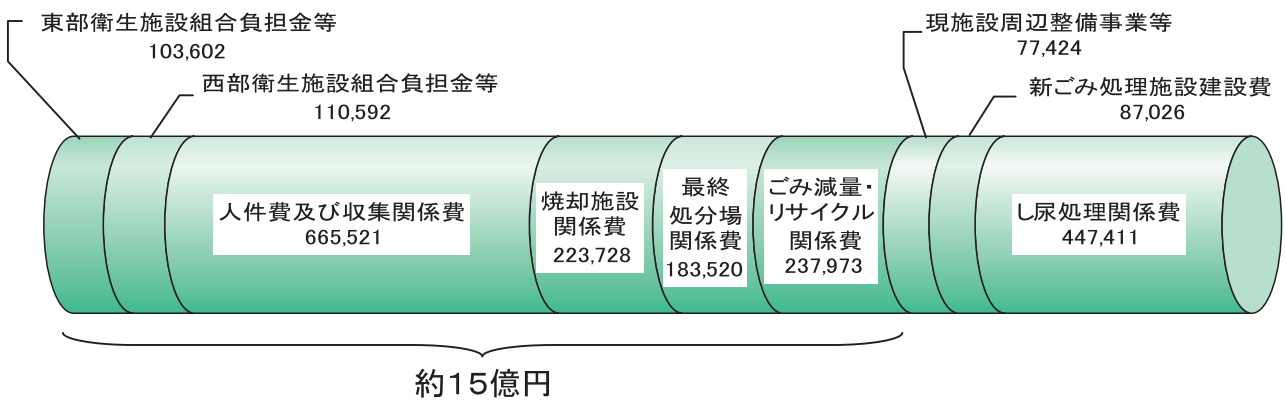 東部衛生施設組合負担金等
103,602
西部衛生施設組合負担金等
110,592
現施設周辺整備事業等
77,424
新ごみ処理施設建設費
87,026
人件費及び収集関係費
665,521
焼却施設
関係費
223,728
最終
処分場
関係費
183,520
ごみ減量・
リサイクル
関係費
237,973
し尿処理関係費
447,411
約15億円